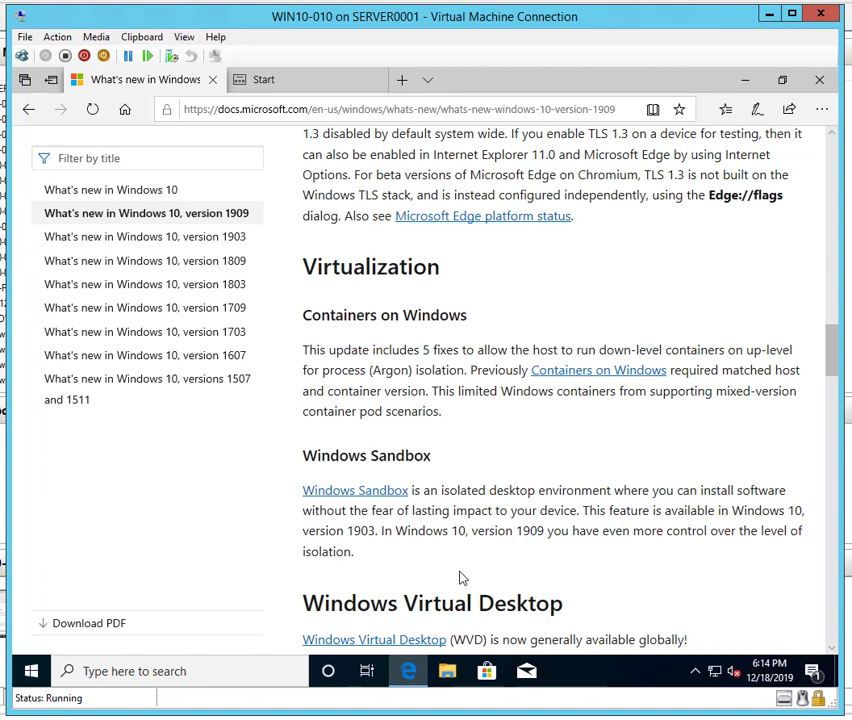 WIN10-010 on SERVER0001 - Virtual Machine Connection
File Action Media Clipboard View Help
What's new in Windows
Start
https://docs.microsoft.com/en-us/windows/whats-new/whats-new-windows-10-version-1909
Filter by title
What's new in Windows 10
What's new in Windows 10, version 1909
What's new in Windows 10, version 1903
What's new in Windows 10, version 1809
What's new in Windows 10, version 1803
What's new in Windows 10, version 1709
What's new in Windows 10, version 1703
What's new in Windows 10, version 1607
What's new in Windows 10, versions 1507
and 1511
Download PDF
1.3 disabled by default system wide. If you enable TLS 1.3 on a device for testing, then it
can also be enabled in Internet Explorer 11.0 and Microsoft Edge by using Internet
Options. For beta versions of Microsoft Edge on Chromium, TLS 1.3 is not built on the
Windows TLS stack, and is instead configured independently, using the Edge://flags
dialog. Also see Microsoft Edge platform status.
Virtualization
Containers on Windows
This update includes 5 fixes to allow the host to run down-level containers on up-level
for process (Argon) isolation. Previously Containers on Windows required matched host
and container version. This limited Windows containers from supporting mixed-version
container pod scenarios.
Windows Sandbox
Windows Sandbox is an isolated desktop environment where you can install software
without the fear of lasting impact to your device. This feature is available in Windows 10,
version 1903. In Windows 10, version 1909 you have even more control over the level of
isolation.
Windows Virtual Desktop
Windows Virtual Desktop (WVD) is now generally available globally!
Type here to search
6:14 PM
12/18/2019
1
Status: Running